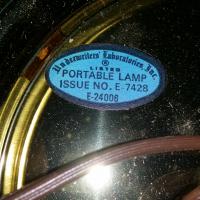 Underwriters' Laboratories, Inc.
®
LISTED
PORTABLE LAMP
ISSUE NO. E-7428
E-24006